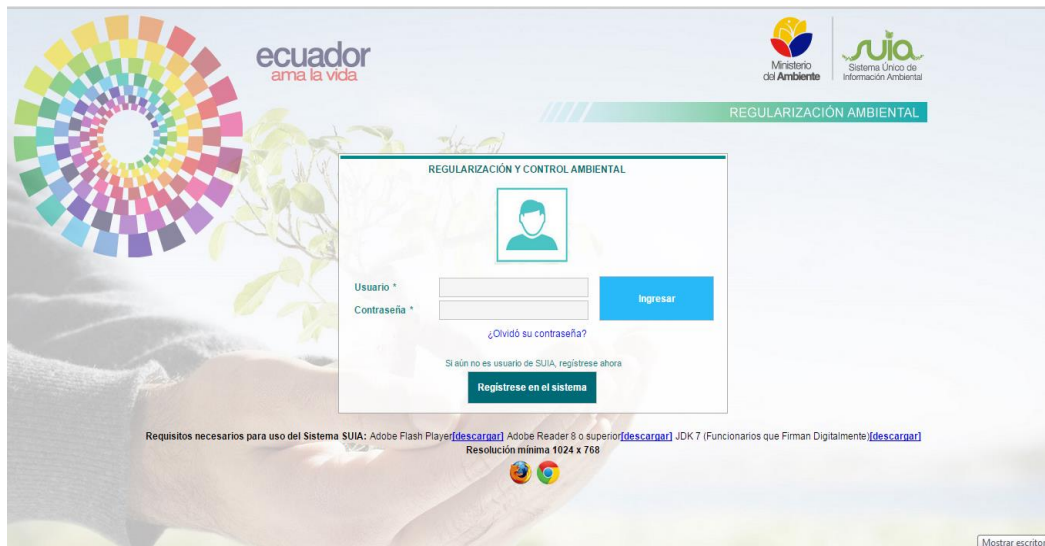 ecuador
ama la vida
Ministerio
del Ambiente
suia
Sistema Único de
Información Ambiental
REGULARIZACIÓN AMBIENTAL
REGULARIZACIÓN Y CONTROL AMBIENTAL
Usuario *
Contraseña *
Ingresar
¿Olvidó su contraseña?
Si aún no es usuario de SUIA, regístrese ahora
Regístrese en el sistema
Requisitos necesarios para uso del Sistema SUIA: Adobe Flash Player[descargar] Adobe Reader 8 o superior[descargar] JDK 7 (Funcionarios que Firman Digitalmente)[descargar]
Resolución mínima 1024 x 768